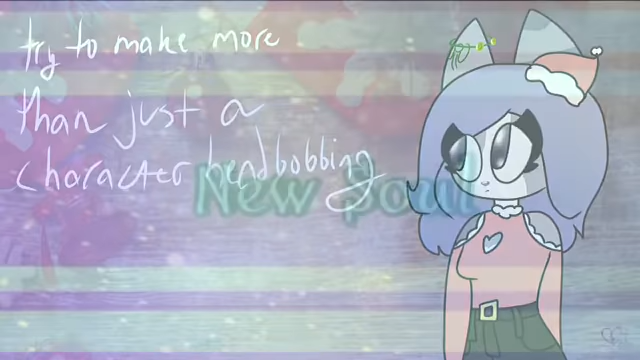 try to make more
than just a
character headbobbing
New